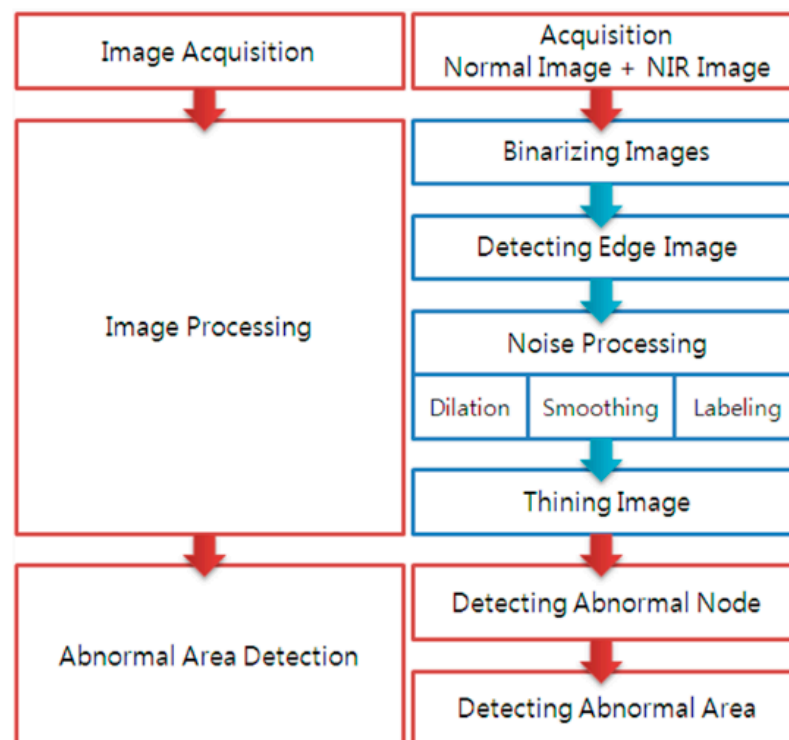 Image Acquisition
Acquisition
Normal Image + NIR Image
Image Processing
Binarizing Images
Detecting Edge Image
Noise Processing
Dilation
Smoothing
Labeling
Thining Image
Abnormal Area Detection
Detecting Abnormal Node
Detecting Abnormal Area